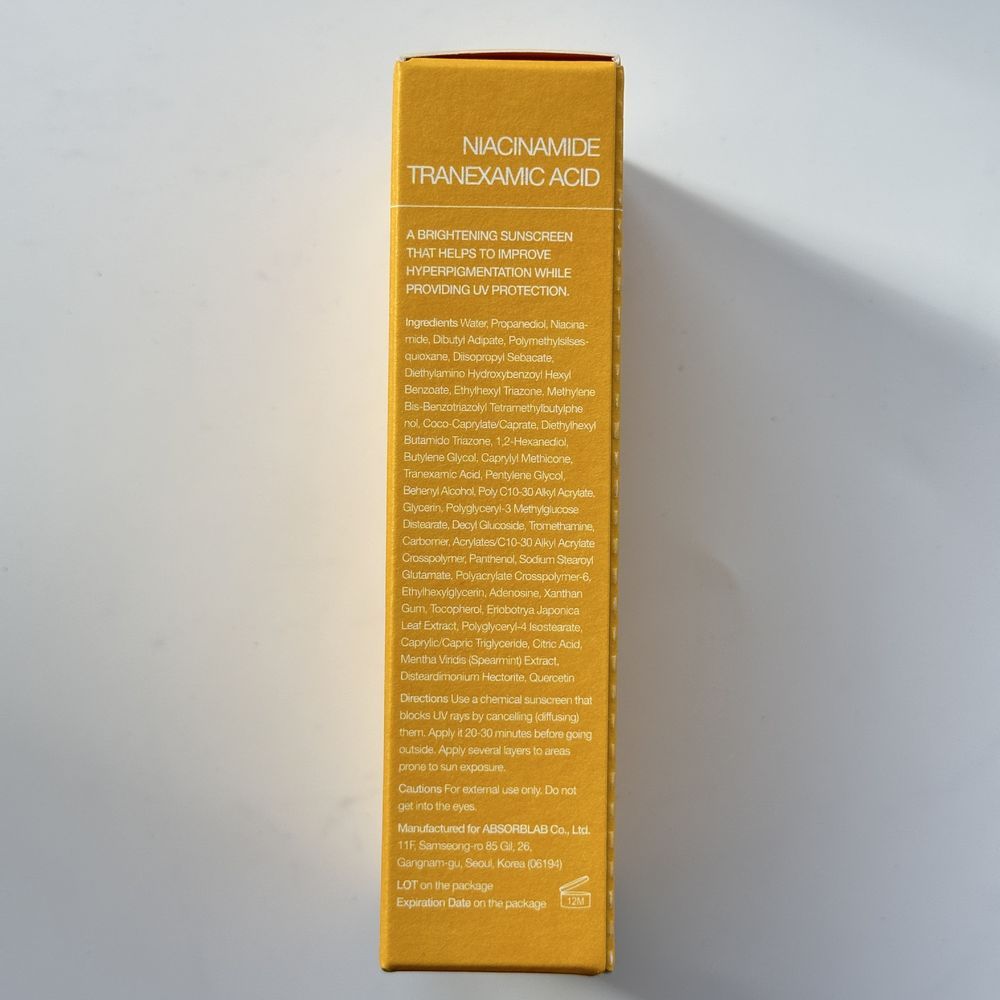 NIACINAMIDE
TRANEXAMIC ACID
A BRIGHTENING SUNSCREEN
THAT HELPS TO IMPROVE
HYPERPIGMENTATION WHILE
PROVIDING UV PROTECTION.
Ingredients Water, Propanediol, Niacina-
mide, Dibutyl Adipate, Polymethylsilses-
quioxane, Diisopropyl Sebacate,
Diethylamino Hydroxybenzoyl Hexyl
Benzoate, Ethylhexyl Triazone, Methylene
Bis-Benzotriazolyl Tetramethylbutylphe
nol, Coco-Caprylate/Caprate, Diethylhexyl
Butamido Triazone, 1,2-Hexanediol,
Butylene Glycol, Caprylyl Methicone,
Tranexamic Acid, Pentylene Glycol,
Behenyl Alcohol, Poly C10-30 Alkyl Acrylate,
Glycerin, Polyglyceryl-3 Methylglucose
Distearate, Decyl Glucoside, Tromethamine,
Carbomer, Acrylates/C10-30 Alkyl Acrylate
Crosspolymer, Panthenol, Sodium Stearoyl
Glutamate, Polyacrylate Crosspolymer-6,
Ethylhexylglycerin, Adenosine, Xanthan
Gum, Tocopherol, Eriobotrya Japonica
Leaf Extract, Polyglyceryl-4 Isostearate,
Caprylic/Capric Triglyceride, Citric Acid,
Mentha Viridis (Spearmint) Extract,
Disteardimonium Hectorite, Quercetin
Directions Use a chemical sunscreen that
blocks UV rays by cancelling (diffusing)
them. Apply it 20-30 minutes before going
outside. Apply several layers to areas
prone to sun exposure.
Cautions For external use only. Do not
get into the eyes.
Manufactured for ABSORBLAB Co., Ltd.
11F, Samseong-ro 85 Gil, 26,
Gangnam-gu, Seoul, Korea (06194)
LOT on the package
Expiration Date on the package
12M